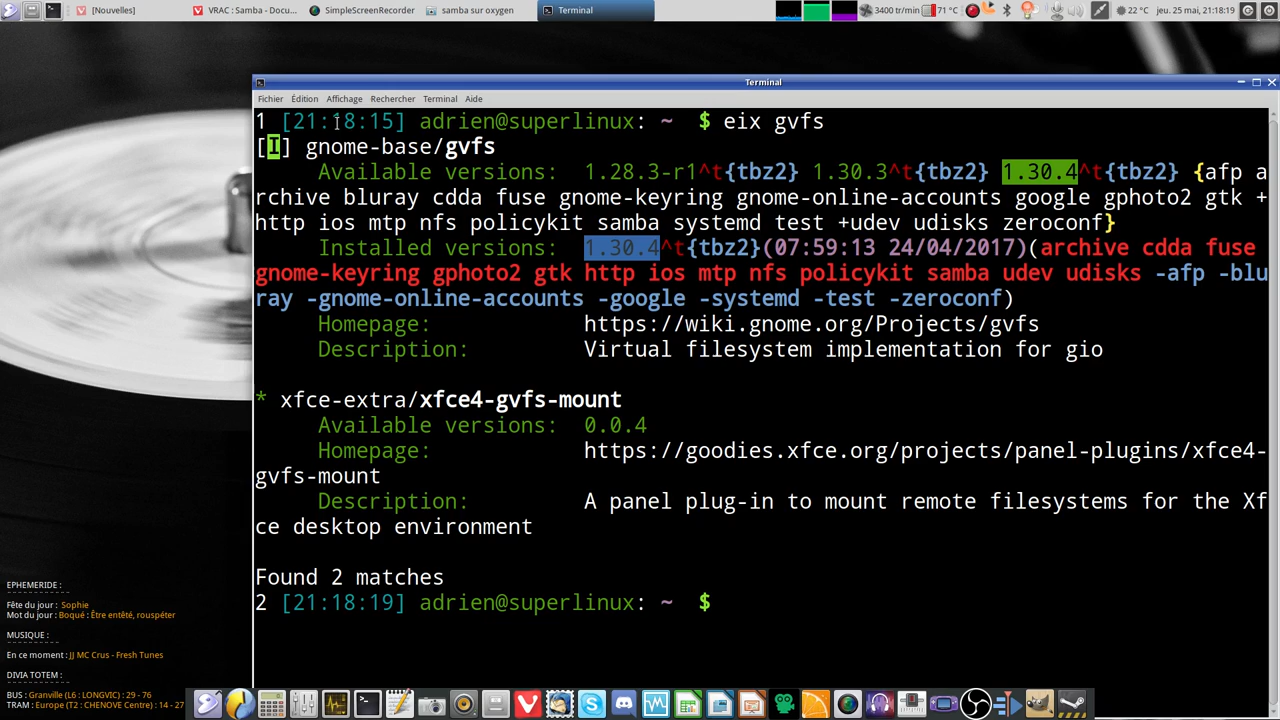 [Nouvelles]
VRAC : Samba - Docu...
SimpleScreenRecorder
samba sur oxygen
Terminal
3400 tr/min
71 °C
22 °C
jeu. 25 mai, 21:18:19
Terminal
Fichier Édition Affichage Rechercher Terminal Aide
1 [21:18:15] adrien@superlinux: ~ $ eix gvfs
[I] gnome-base/gvfs
Available versions: 1.28.3-r1^t{tbz2} 1.30.3^t{tbz2} 1.30.4^t{tbz2} {afp a
rchive bluray cdda fuse gnome-keyring gnome-online-accounts google gphoto2 gtk +
http ios mtp nfs policykit samba systemd test +udev udisks zeroconf}
Installed versions: 1.30.4^t{tbz2}(07:59:13 24/04/2017)(archive cdda fuse
gnome-keyring gphoto2 gtk http ios mtp nfs policykit samba udev udisks -afp -blu
ray -gnome-online-accounts -google -systemd -test -zeroconf)
Homepage: https://wiki.gnome.org/Projects/gvfs
Description: Virtual filesystem implementation for gio
* xfce-extra/xfce4-gvfs-mount
Available versions: 0.0.4
Homepage: https://goodies.xfce.org/projects/panel-plugins/xfce4-
gvfs-mount
Description: A panel plug-in to mount remote filesystems for the Xf
ce desktop environment
Found 2 matches
2 [21:18:19] adrien@superlinux: ~ $
EPHEMERIDE :
Fête du jour : Sophie
Mot du jour : Boqué : Être entêté, rouspéter
MUSIQUE :
En ce moment : JJ MC Crus - Fresh Tunes
DIVIA TOTEM :
BUS : Granville (L6 : LONGVIC) : 29 - 76
TRAM : Europe (T2 : CHENOVE Centre) : 14 - 27